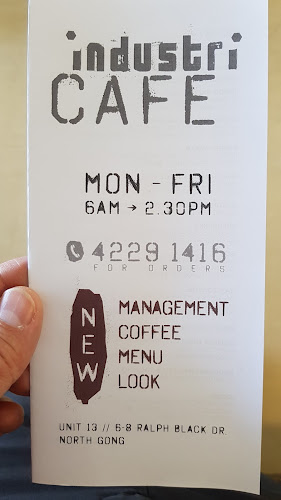 industri
CAFE
MON - FRI
6AM → 2.30PM
4229 1416
FOR ORDERS
NEW
MANAGEMENT
COFFEE
MENU
LOOK
UNIT 13 // 6-8 RALPH BLACK DR.
NORTH GONG